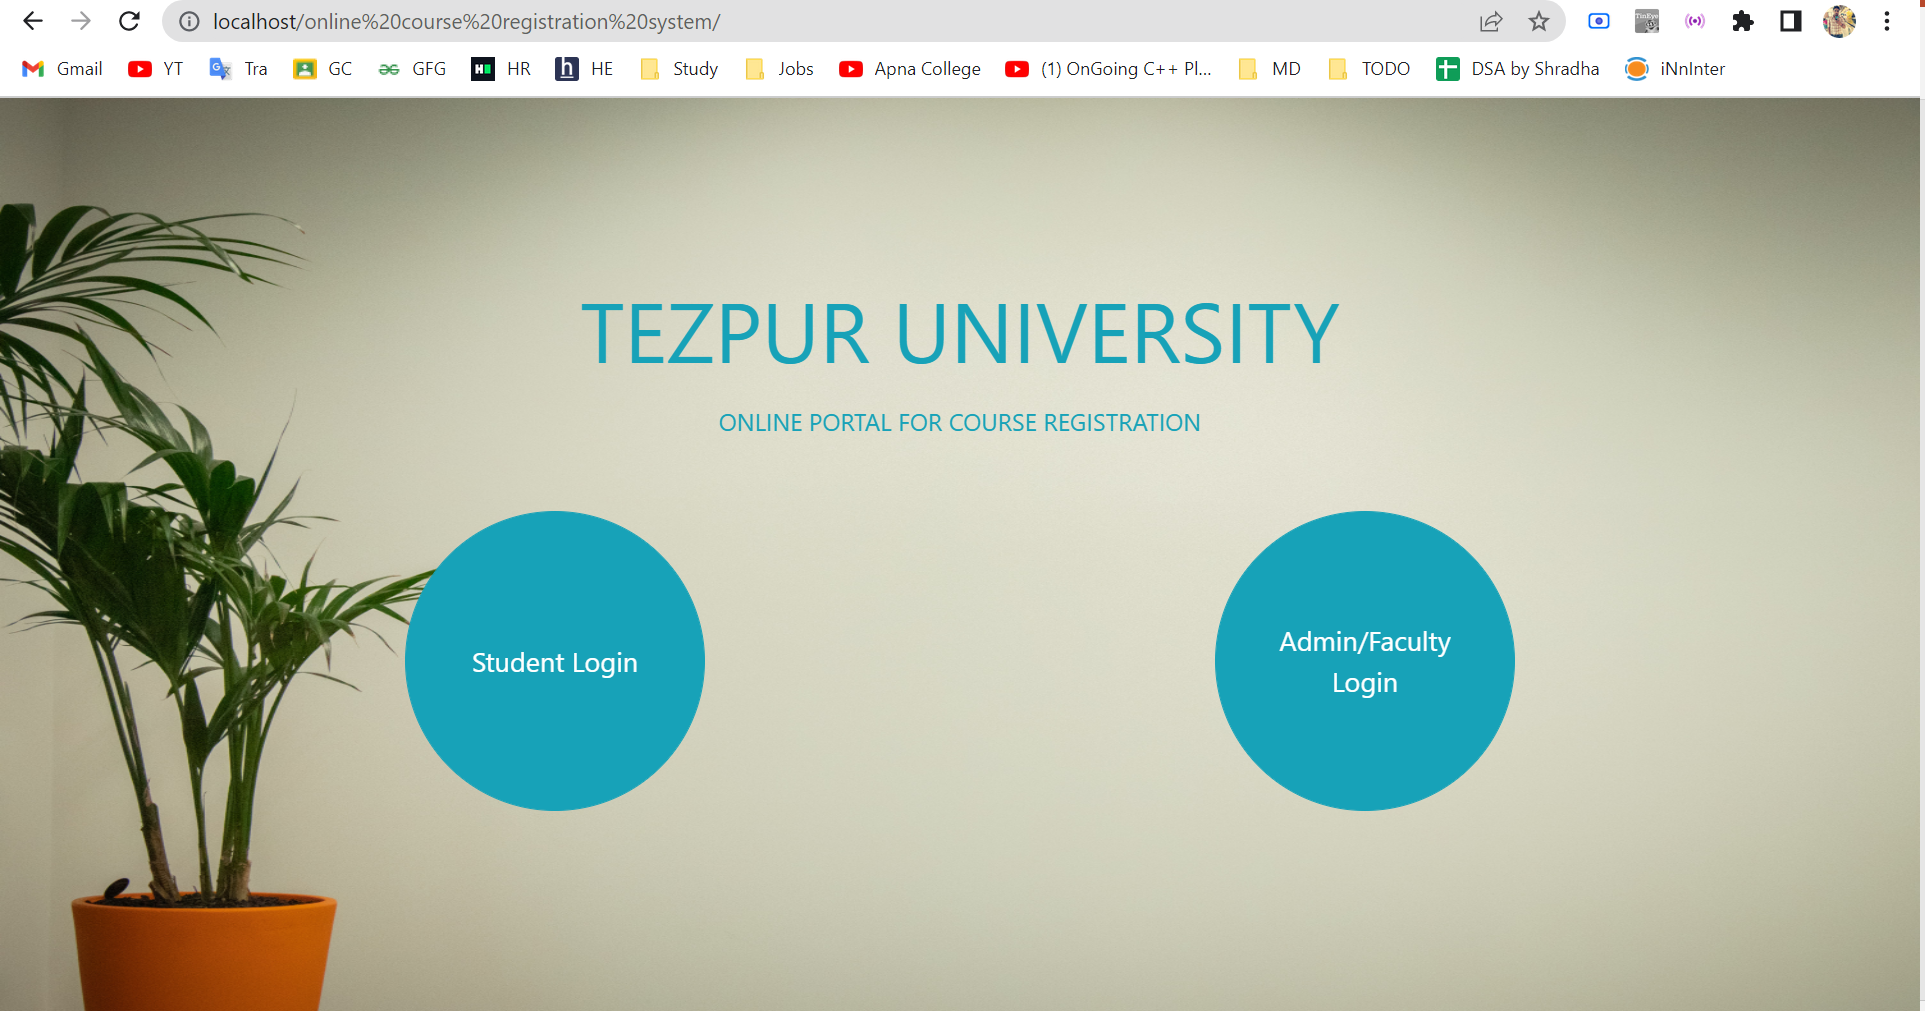 localhost/online%20course%20registration%20system/
Gmail YT Tra GC GFG HR HE Study Jobs Apna College (1) OnGoing C++ Pl... MD TODO DSA by Shradha iNnInter
TEZPUR UNIVERSITY
ONLINE PORTAL FOR COURSE REGISTRATION
Student Login
Admin/Faculty
Login